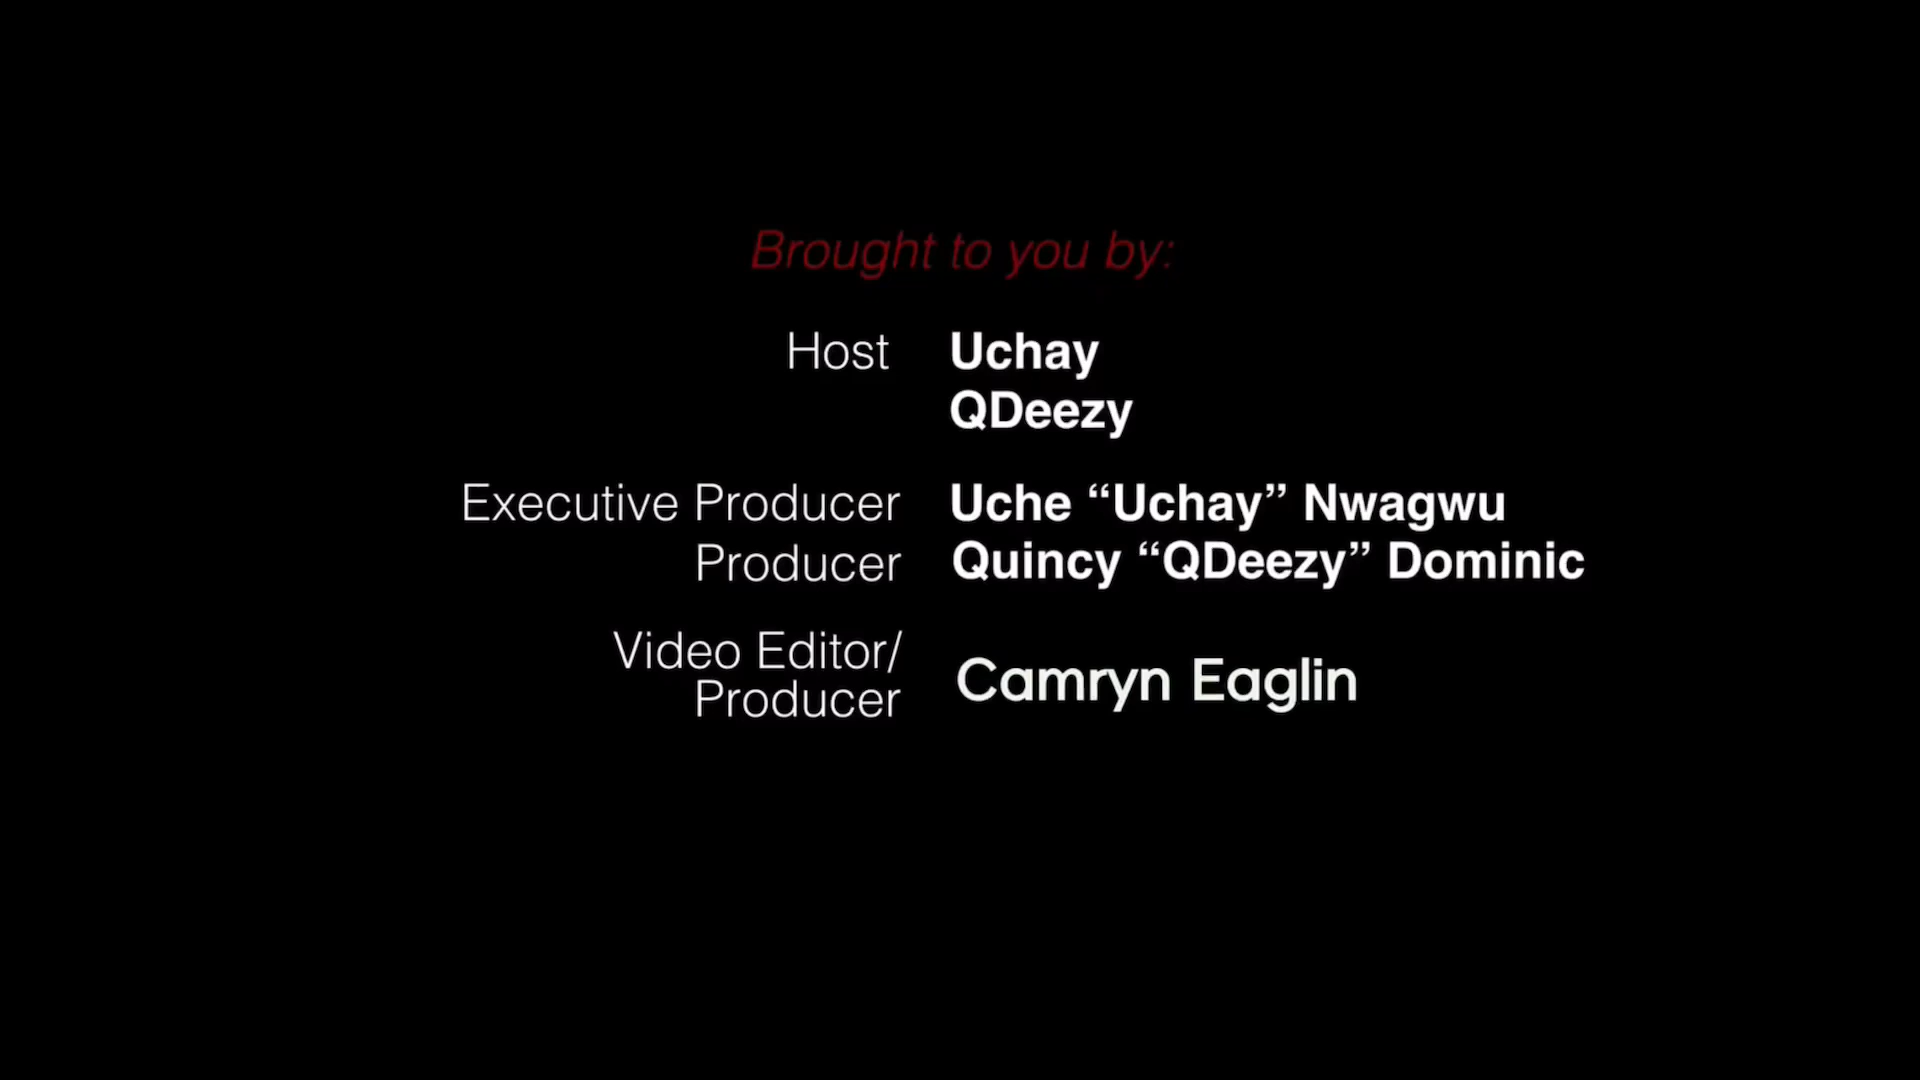 Brought to you by:
Host Uchay
QDeezy
Executive Producer Uche “Uchay” Nwagwu
Producer Quincy “QDeezy” Dominic
Video Editor/
Producer Camryn Eaglin